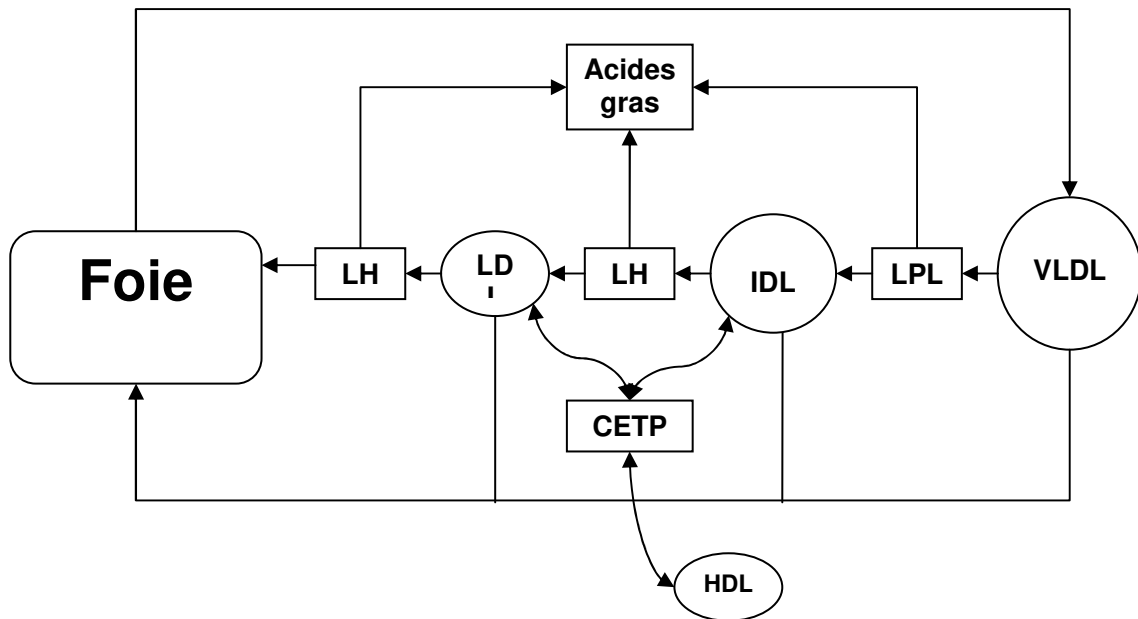 Acides
gras
Foie
LH
LD
LH
IDL
LPL
VLDL
CETP
HDL